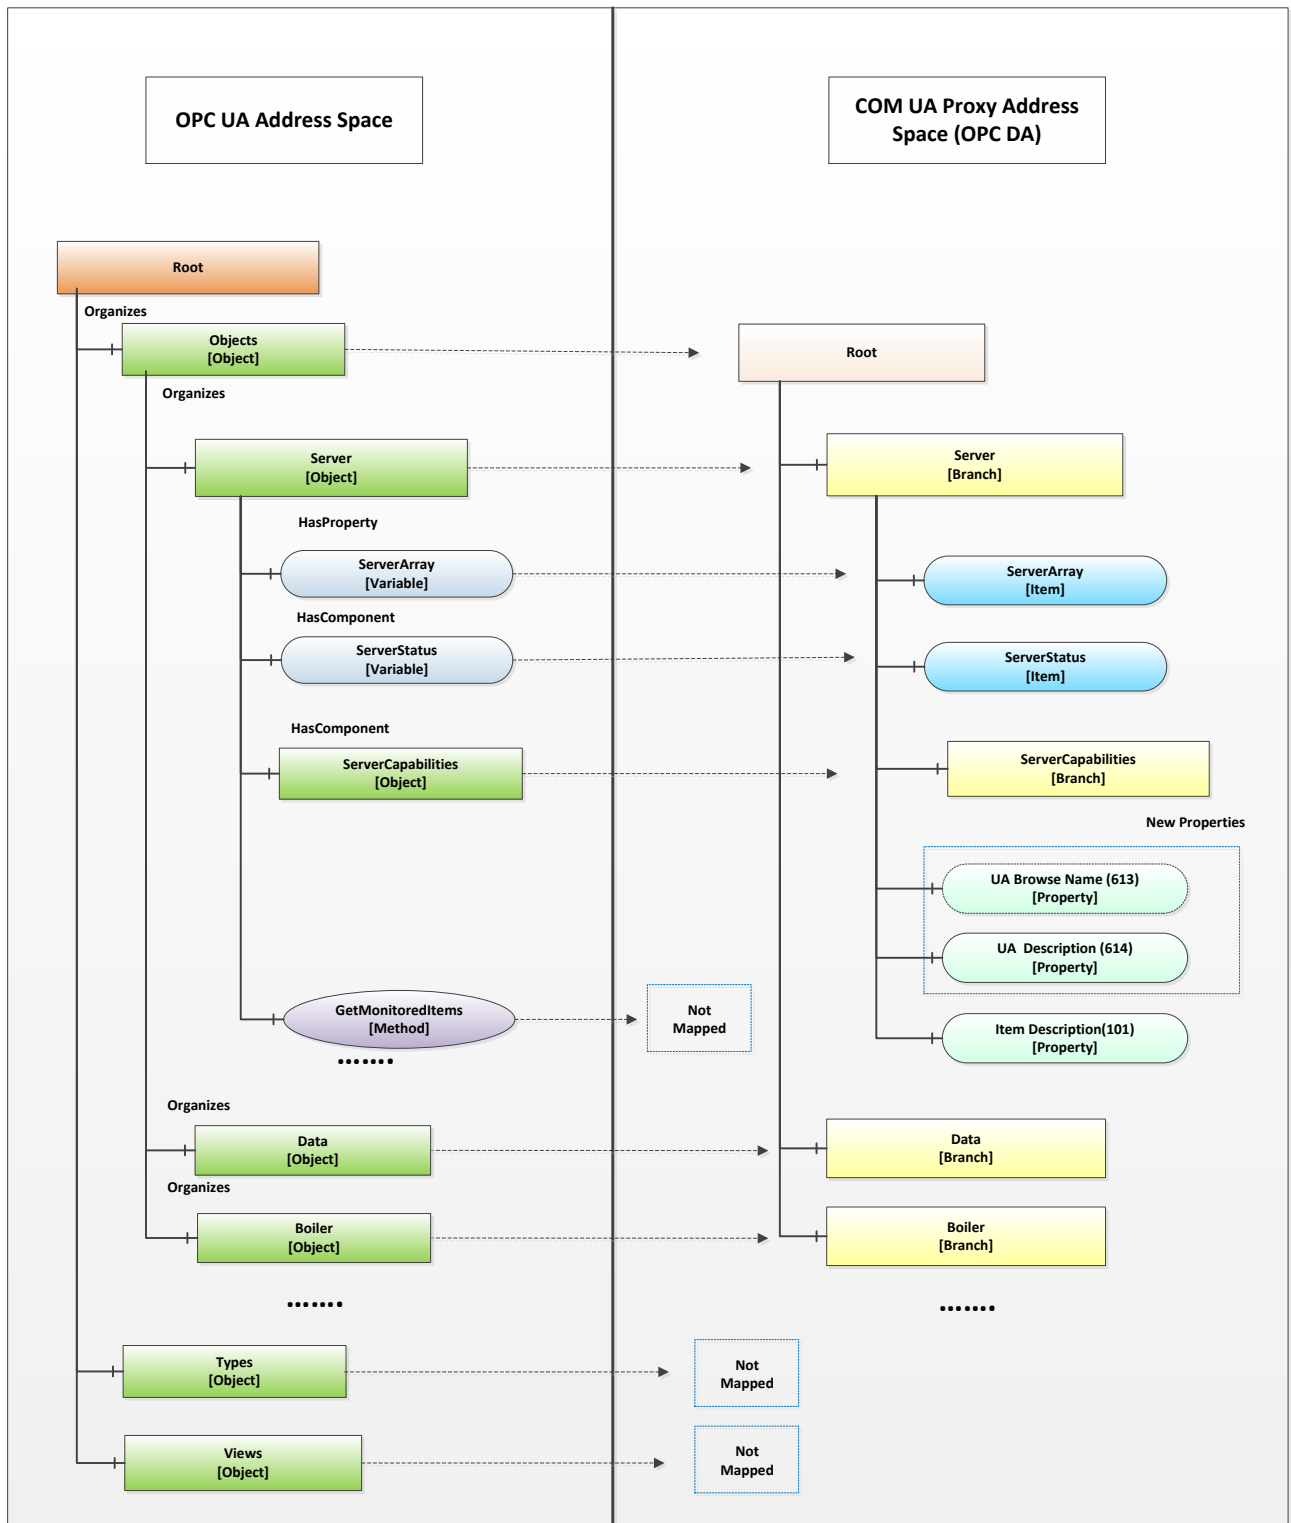 OPC UA Address Space
COM UA Proxy Address
Space (OPC DA)
Root
Organizes
Objects
[Object]
Root
Organizes
Server
[Object]
Server
[Branch]
HasProperty
ServerArray
[Variable]
ServerArray
[Item]
HasComponent
ServerStatus
[Variable]
ServerStatus
[Item]
HasComponent
ServerCapabilities
[Object]
ServerCapabilities
[Branch]
New Properties
UA Browse Name (613)
[Property]
UA  Description (614)
[Property]
GetMonitoredItems
[Method]
Not
Mapped
Item Description(101)
[Property]
.......
Organizes
Data
[Object]
Data
[Branch]
Organizes
Boiler
[Object]
Boiler
[Branch]
.......
.......
Types
[Object]
Not
Mapped
Views
[Object]
Not
Mapped